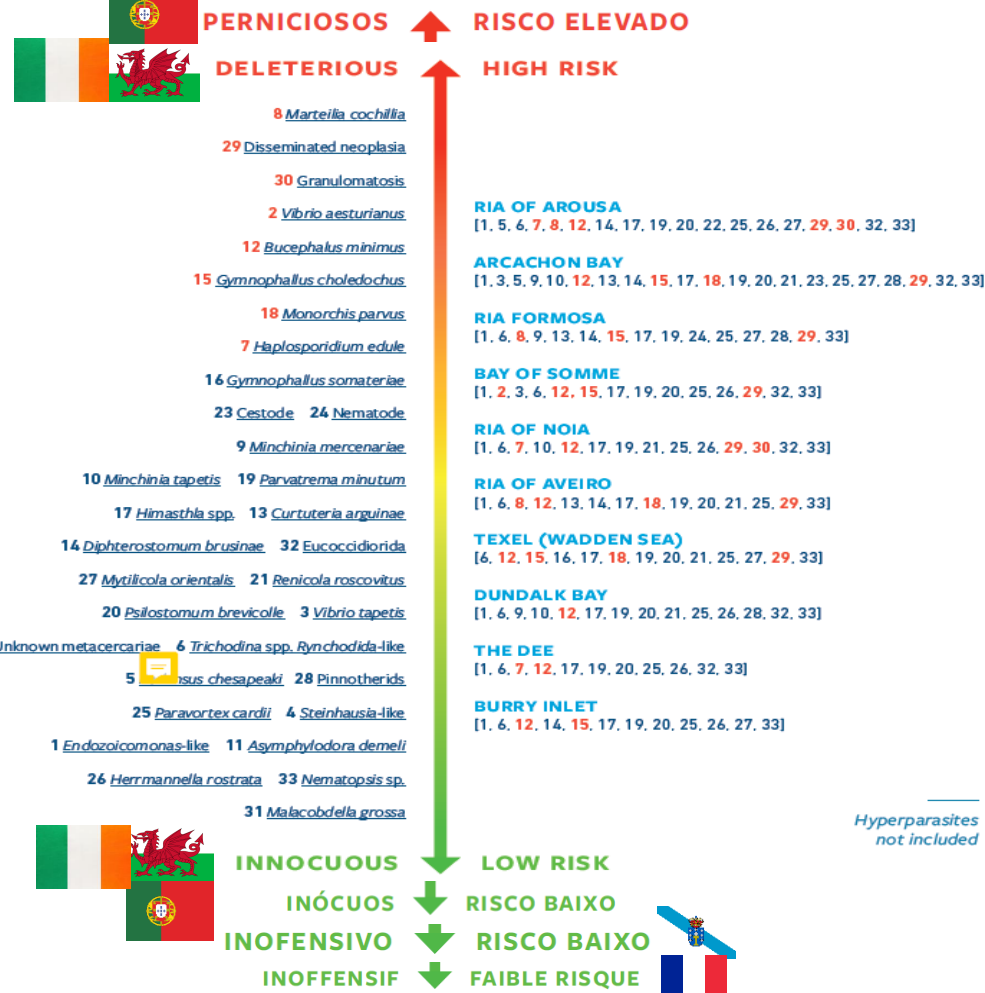 PERNICIOSOS RISCO ELEVADO
DELETERIOUS HIGH RISK
8 Marteilia cochillia
29 Disseminated neoplasia
30 Granulomatosis
2 Vibrio aesturianus
12 Bucephalus minimus
15 Gymnophallus choledochus
18 Monorchis parvus
7 Haplosporidium edule
16 Gymnophallus somateriae
23 Cestode 24 Nematode
9 Minchinia mercenariae
10 Minchinia tapetis 19 Parvatrema minutum
17 Himasthla spp. 13 Curtuteria arguinae
14 Diphterostomum brusinae 32 Eucoccidiorida
27 Mytilicola orientalis 21 Renicola roscovitus
20 Psilostomum brevicolle 3 Vibrio tapetis
metacercariae 6 Trichodina spp. Rynchodida-like
5 chesapeaki 28 Pinnotherids
25 Paravortex cardii 4 Steinhausia-like
1 Endozoicomonas-like 11 Asymphylodora demeli
26 Herrmannella rostrata 33 Nematopsis sp.
31 Malacobdella grossa
RIA OF AROUSA
[1, 5, 6, 7, 8, 12, 14, 17, 19, 20, 22, 25, 26, 27, 29, 30, 32, 33]
ARCACHON BAY
[1, 3, 5, 9, 10, 12, 13, 14, 15, 17, 18, 19, 20, 21, 23, 25, 27, 28, 29, 32, 33]
RIA FORMOSA
[1, 6, 8, 9, 13, 14, 15, 17, 19, 24, 25, 27, 28, 29, 33]
BAY OF SOMME
[1, 2, 3, 6, 12, 15, 17, 19, 20, 25, 26, 29, 32, 33]
RIA OF NOIA
[1, 6, 7, 10, 12, 17, 19, 21, 25, 26, 29, 30, 32, 33]
RIA OF AVEIRO
[1, 6, 8, 12, 13, 14, 17, 18, 19, 20, 21, 25, 29, 33]
TEXEL (WADDEN SEA)
[6, 12, 15, 16, 17, 18, 19, 20, 21, 25, 27, 29, 33]
DUNDALK BAY
[1, 6, 9, 10, 12, 17, 19, 20, 21, 25, 26, 28, 32, 33]
THE DEE
[1, 6, 7, 12, 17, 19, 20, 25, 26, 32, 33]
BURRY INLET
[1, 6, 12, 14, 15, 17, 19, 20, 25, 26, 27, 33]
Hyperparasites
not included
INNOCUOUS LOW RISK
INÓCUOS RISCO BAIXO
INOFENSIVO RISCO BAIXO
INOFFENSIF FAIBLE RISQUE